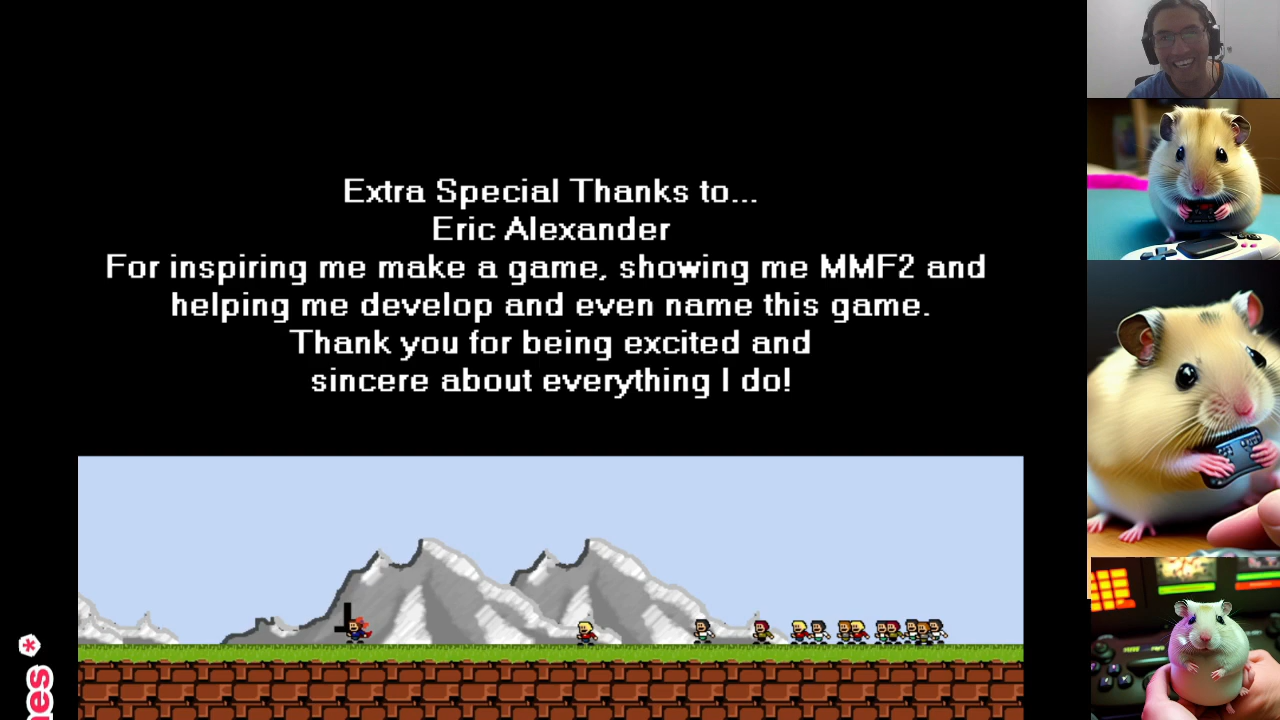 Extra Special Thanks to...
Eric Alexander
For inspiring me make a game, showing me MMF2 and
helping me develop and even name this game.
Thank you for being excited and
sincere about everything I do!